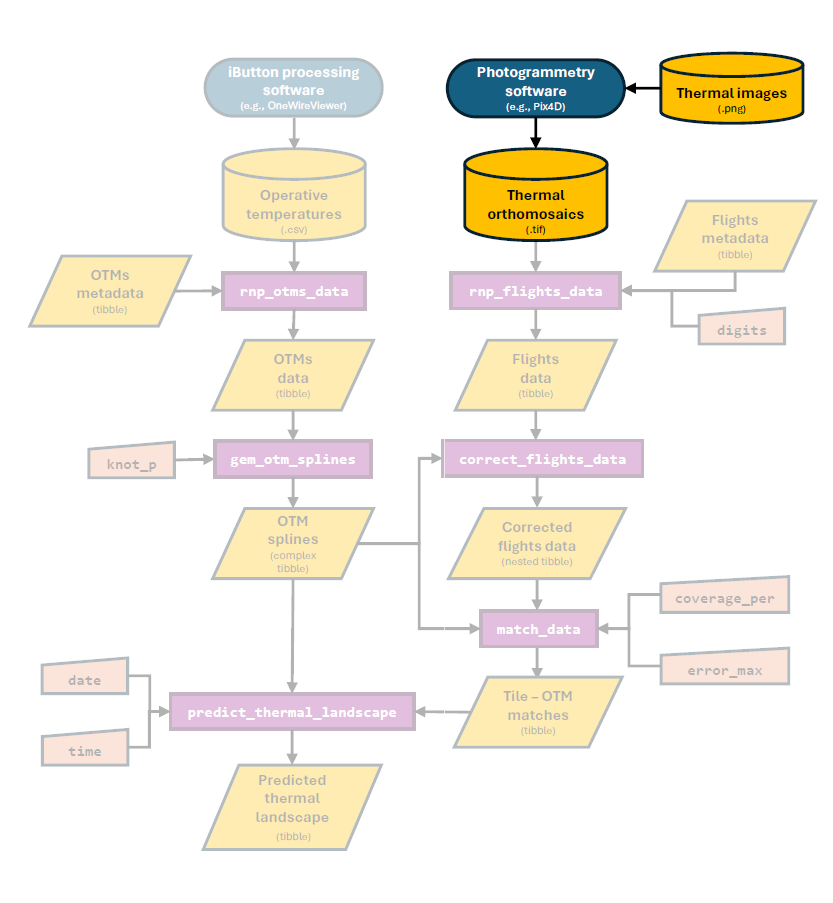 iButton processing
software
(e.g., OneWireViewer)
Photogrammetry
software
(e.g., Pix4D)
Thermal images
(.png)
Operative
temperatures
(.csv)
Thermal
orthomosaics
(.tif)
Flights
metadata
(tibble)
OTMs
metadata
(tibble)
rnp_otms_data
rnp_flights_data
digits
OTMs
data
(tibble)
Flights
data
(tibble)
knot_p
gem_otm_splines
correct_flights_data
OTM
splines
(complex
tibble)
Corrected
flights data
(nested tibble)
coverage_per
match_data
error_max
date
Tile – OTM
matches
(tibble)
predict_thermal_landscape
time
Predicted
thermal
landscape
(tibble)